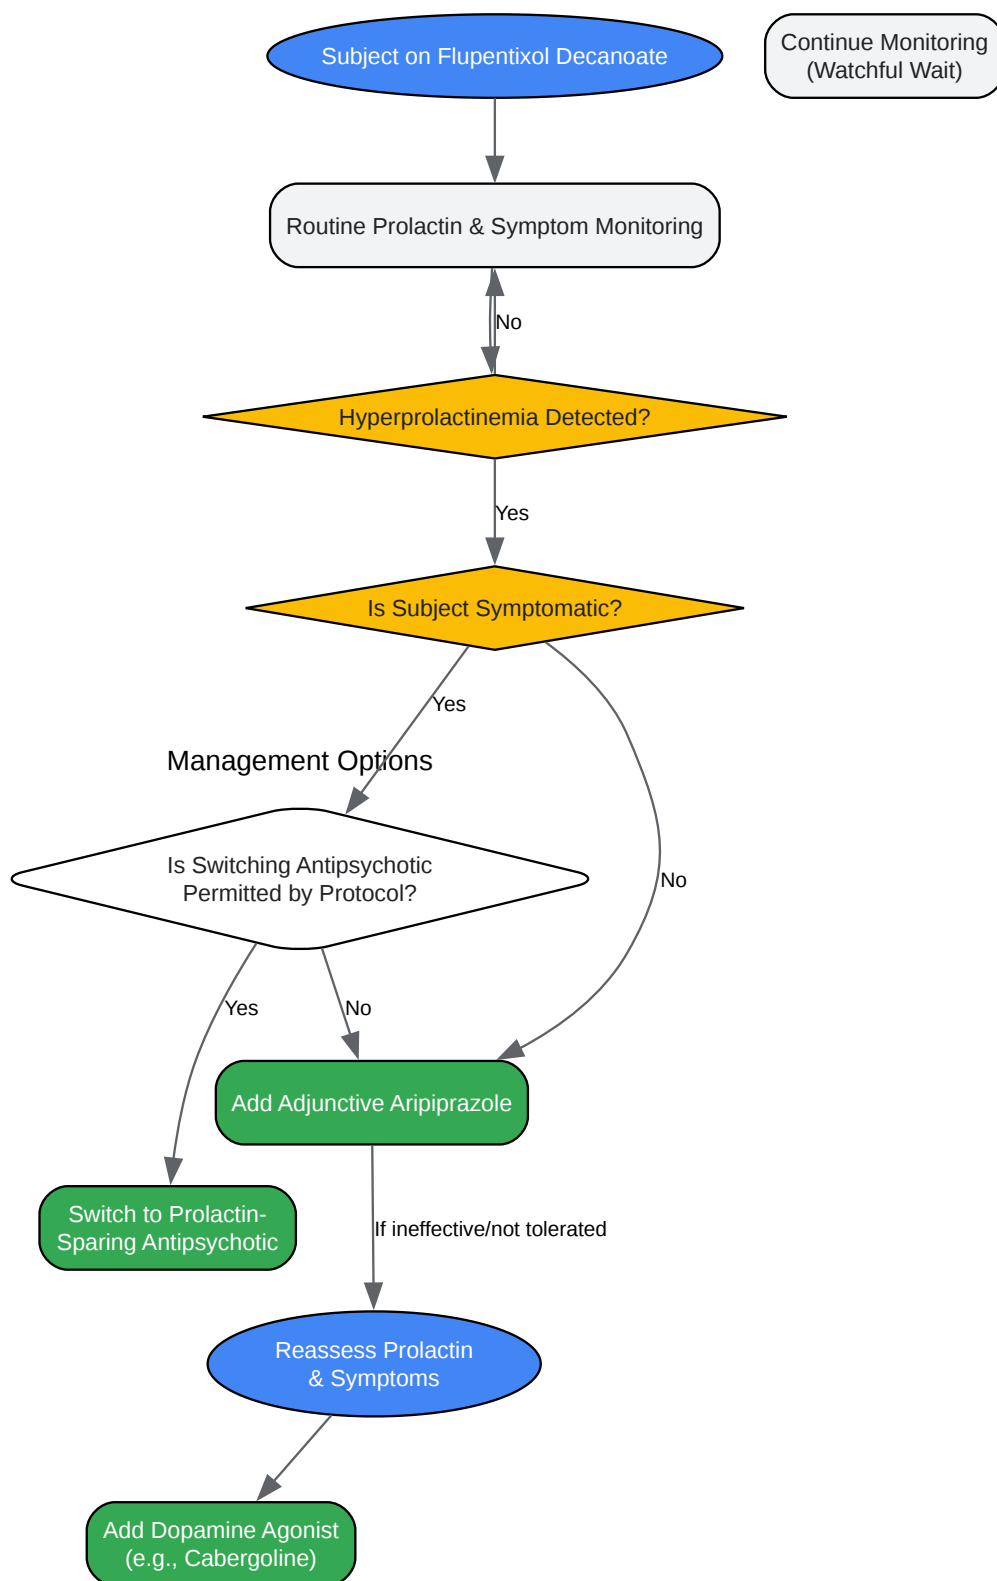 Subject on Flupentixol Decanoate
Continue Monitoring
(Watchful Wait)
Routine Prolactin & Symptom Monitoring
No
Hyperprolactinemia Detected?
Yes
Is Subject Symptomatic?
Yes
Management Options
Is Switching Antipsychotic
Permitted by Protocol?
No
Yes
No
Add Adjunctive Aripiprazole
Switch to Prolactin-
Sparing Antipsychotic
If ineffective/not tolerated
Reassess Prolactin
& Symptoms
Add Dopamine Agonist
(e.g., Cabergoline)